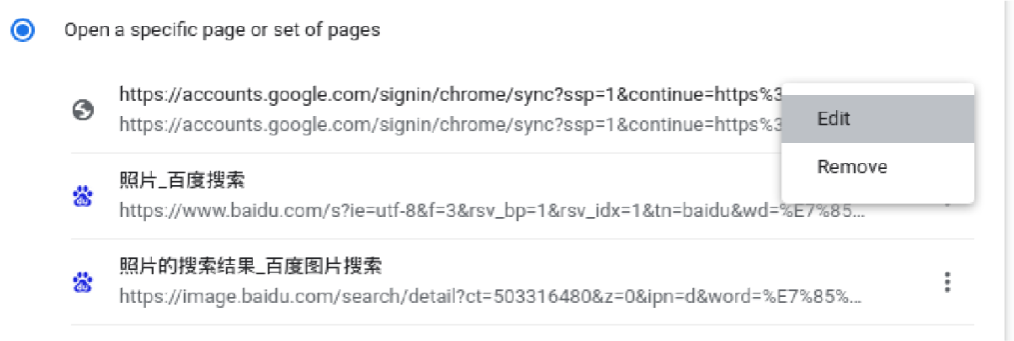 Open a specific page or set of pages
https://accounts.google.com/signin/chrome/sync?ssp=1&continue=https%3
https://accounts.google.com/signin/chrome/sync?ssp=1&continue=https%3
Edit
Remove
照片_百度搜索
https://www.baidu.com/s?ie=utf-8&f=3&rsv_bp=1&rsv_idx=1&tn=baidu&wd=%E7%85...
照片的搜索结果_百度图片搜索
https://image.baidu.com/search/detail?ct=503316480&z=0&ipn=d&word=%E7%85%...